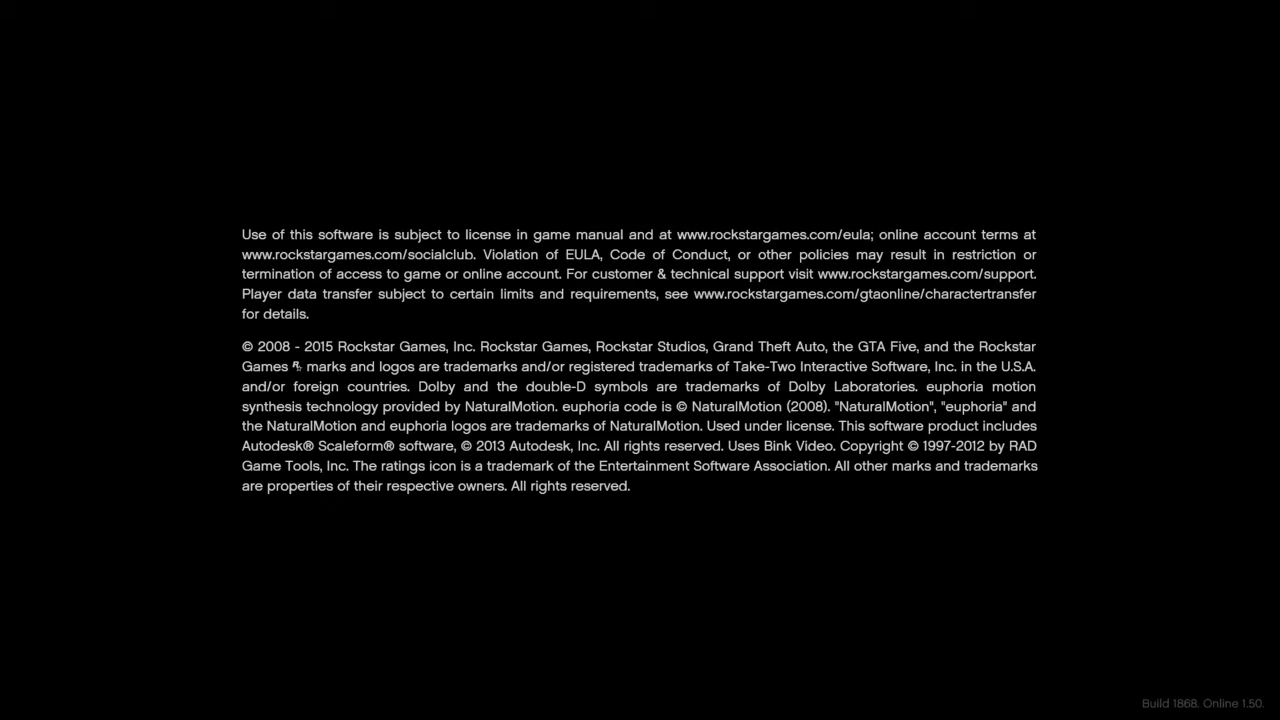 Use of this software is subject to license in game manual and at www.rockstargames.com/eula; online account terms at
www.rockstargames.com/socialclub. Violation of EULA, Code of Conduct, or other policies may result in restriction or
termination of access to game or online account. For customer & technical support visit www.rockstargames.com/support.
Player data transfer subject to certain limits and requirements, see www.rockstargames.com/gtaonline/charactertransfer
for details.
© 2008 - 2015 Rockstar Games, Inc. Rockstar Games, Rockstar Studios, Grand Theft Auto, the GTA Five, and the Rockstar
Games R* marks and logos are trademarks and/or registered trademarks of Take-Two Interactive Software, Inc. in the U.S.A.
and/or foreign countries. Dolby and the double-D symbols are trademarks of Dolby Laboratories. euphoria motion
synthesis technology provided by NaturalMotion. euphoria code is © NaturalMotion (2008). "NaturalMotion", "euphoria" and
the NaturalMotion and euphoria logos are trademarks of NaturalMotion. Used under license. This software product includes
Autodesk® Scaleform® software, © 2013 Autodesk, Inc. All rights reserved. Uses Bink Video. Copyright © 1997-2012 by RAD
Game Tools, Inc. The ratings icon is a trademark of the Entertainment Software Association. All other marks and trademarks
are properties of their respective owners. All rights reserved.
Build 1868. Online 1.50.